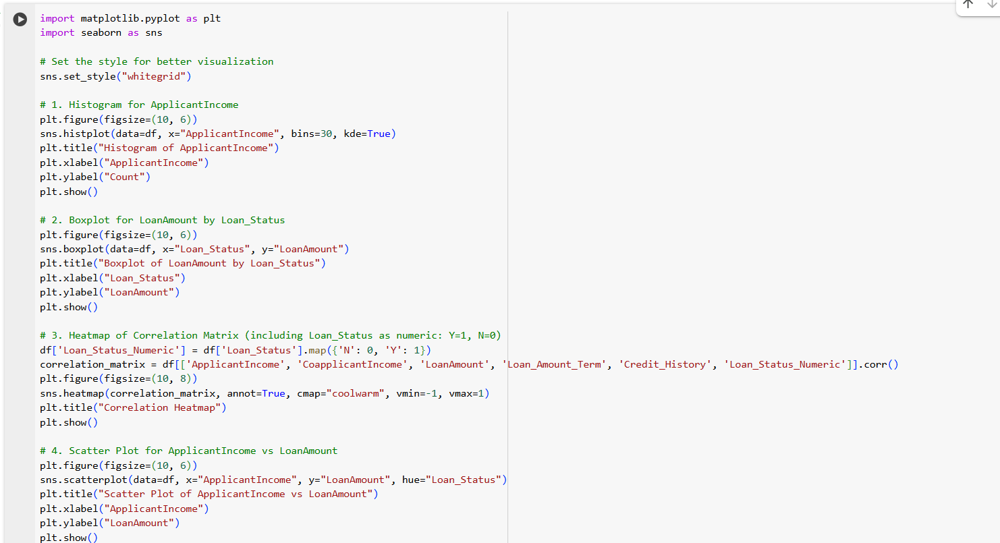 import matplotlib.pyplot as plt
import seaborn as sns
# Set the style for better visualization
sns.set_style("whitegrid")
# 1. Histogram for ApplicantIncome
plt.figure(figsize=(10, 6))
sns.histplot(data=df, x="ApplicantIncome", bins=30, kde=True)
plt.title("Histogram of ApplicantIncome")
plt.xlabel("ApplicantIncome")
plt.ylabel("Count")
plt.show()
# 2. Boxplot for LoanAmount by Loan_Status
plt.figure(figsize=(10, 6))
sns.boxplot(data=df, x="Loan_Status", y="LoanAmount")
plt.title("Boxplot of LoanAmount by Loan_Status")
plt.xlabel("Loan_Status")
plt.ylabel("LoanAmount")
plt.show()
# 3. Heatmap of Correlation Matrix (including Loan_Status as numeric: Y=1, N=0)
df['Loan_Status_Numeric'] = df['Loan_Status'].map({'N': 0, 'Y': 1})
correlation_matrix = df[['ApplicantIncome', 'CoapplicantIncome', 'LoanAmount', 'Loan_Amount_Term', 'Credit_History', 'Loan_Status_Numeric']].corr()
plt.figure(figsize=(10, 8))
sns.heatmap(correlation_matrix, annot=True, cmap="coolwarm", vmin=-1, vmax=1)
plt.title("Correlation Heatmap")
plt.show()
# 4. Scatter Plot for ApplicantIncome vs LoanAmount
plt.figure(figsize=(10, 6))
sns.scatterplot(data=df, x="ApplicantIncome", y="LoanAmount", hue="Loan_Status")
plt.title("Scatter Plot of ApplicantIncome vs LoanAmount")
plt.xlabel("ApplicantIncome")
plt.ylabel("LoanAmount")
plt.show()